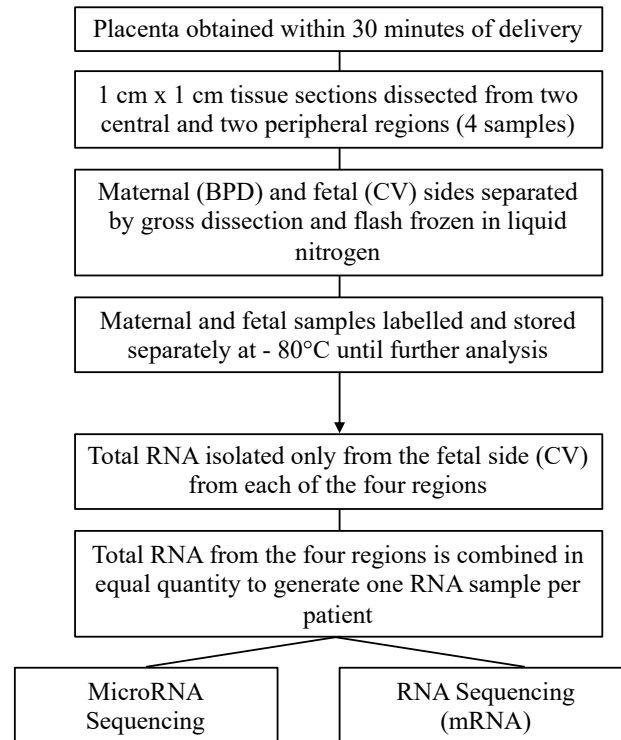 Placenta obtained within 30 minutes of delivery
1 cm x 1 cm tissue sections dissected from two
central and two peripheral regions (4 samples)
Maternal (BPD) and fetal (CV) sides separated
by gross dissection and flash frozen in liquid
nitrogen
Maternal and fetal samples labelled and stored
separately at - 80°C until further analysis
Total RNA isolated only from the fetal side (CV)
from each of the four regions
Total RNA from the four regions is combined in
equal quantity to generate one RNA sample per
patient
MicroRNA
Sequencing
RNA Sequencing
(mRNA)